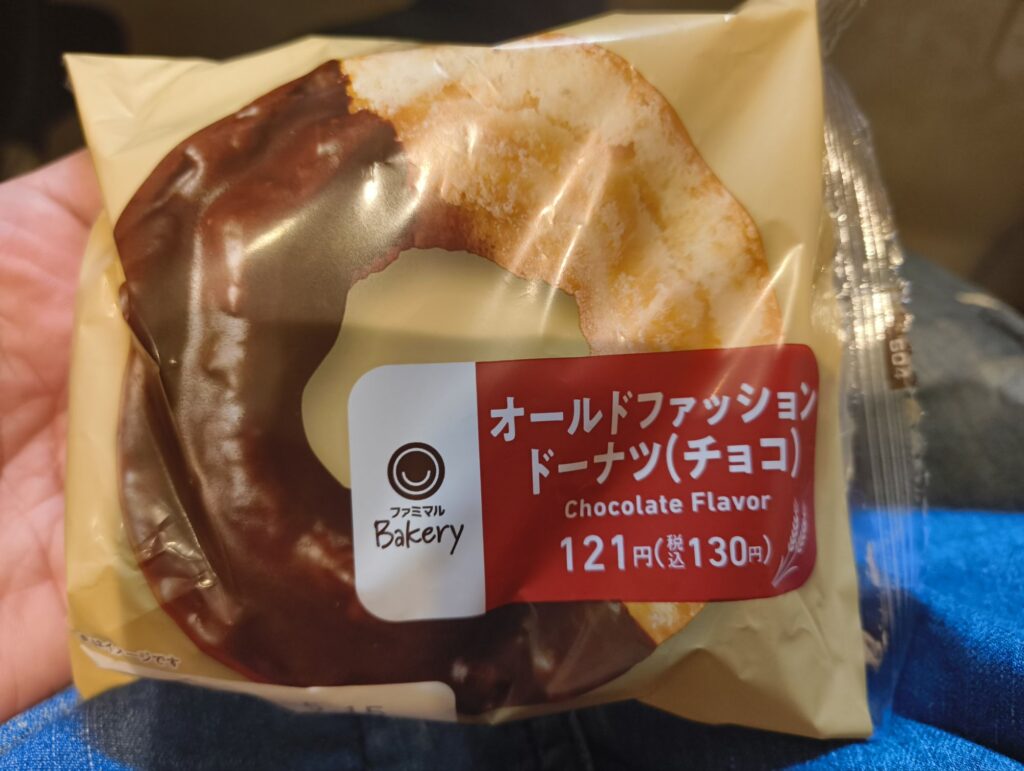 オールドファッション
ドーナツ(チョコ)
Chocolate Flavor
121円(税込130円)
ファミマル
Bakery